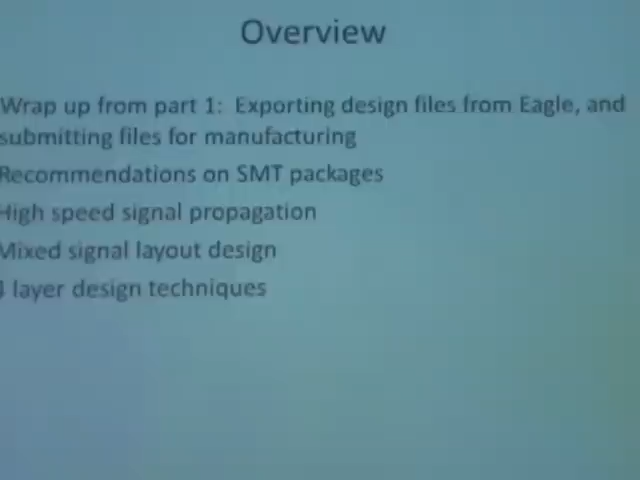 Overview
Wrap up from part 1: Exporting design files from Eagle, and
submitting files for manufacturing
Recommendations on SMT packages
High speed signal propagation
Mixed signal layout design
layer design techniques